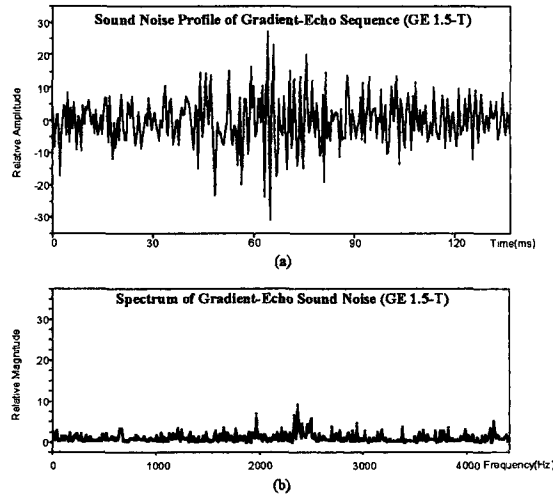 Sound Noise Profile of Gradient-Echo Sequence (GE 1.5-T)
Relative Amplitude
30
20
10
0
-10
-20
-30
0 30 60 90 120 Time(ms)
(a)
Spectrum of Gradient-Echo Sound Noise (GE 1.5-T)
Relative Magnitude
30
20
10
0
0 1000 2000 3000 4000 Frequency(Hz)
(b)